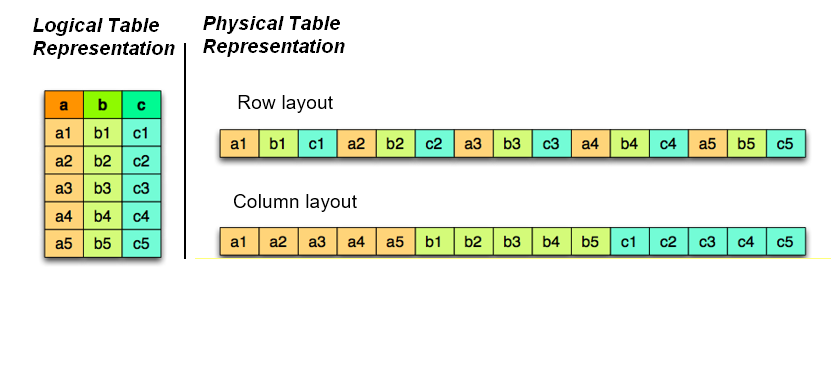 Logical Table
Representation
Physical Table
Representation
a b c
a1 b1 c1
a2 b2 c2
a3 b3 c3
a4 b4 c4
a5 b5 c5
Row layout
a1 b1 c1 a2 b2 c2 a3 b3 c3 a4 b4 c4 a5 b5 c5
Column layout
a1 a2 a3 a4 a5 b1 b2 b3 b4 b5 c1 c2 c3 c4 c5